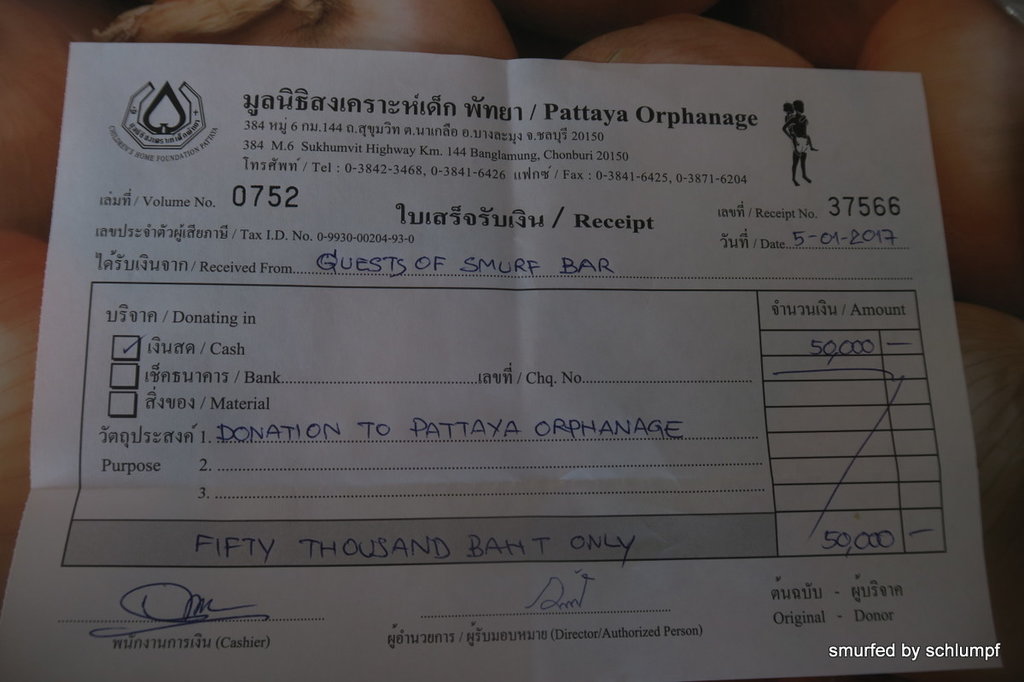 มูลนิธิสงเคราะห์เด็ก พัทยา / Pattaya Orphanage
384 หมู่ 6 กม.144 ถ.สุขุมวิท ต.นาเกลือ อ.บางละมุง จ.ชลบุรี 20150
384 M.6 Sukhumvit Highway Km. 144 Banglamung, Chonburi 20150
โทรศัพท์ / Tel : 0-3842-3468, 0-3841-6426 แฟกซ์ / Fax : 0-3841-6425, 0-3871-6204
CHILDREN'S HOME FOUNDATION PATTAYA
เล่มที่ / Volume No. 0752
ใบเสร็จรับเงิน / Receipt
เลขที่ / Receipt No. 37566
เลขประจำตัวผู้เสียภาษี / Tax I.D. No. 0-9930-00204-93-0
วันที่ / Date 5-01-2017
ได้รับเงินจาก / Received From GUESTS OF SMURF BAR
บริจาค / Donating in
จำนวนเงิน / Amount
เงินสด / Cash
50,000 —
เช็คธนาคาร / Bank เลขที่ / Chq. No.
สิ่งของ / Material
วัตถุประสงค์ 1. DONATION TO PATTAYA ORPHANAGE
Purpose 2.
3.
FIFTY THOUSAND BAHT ONLY 50,000 —
พนักงานการเงิน (Cashier)
ผู้อำนวยการ / ผู้รับมอบหมาย (Director/Authorized Person)
ต้นฉบับ - ผู้บริจาค
Original - Donor
smurfed by schlumpf